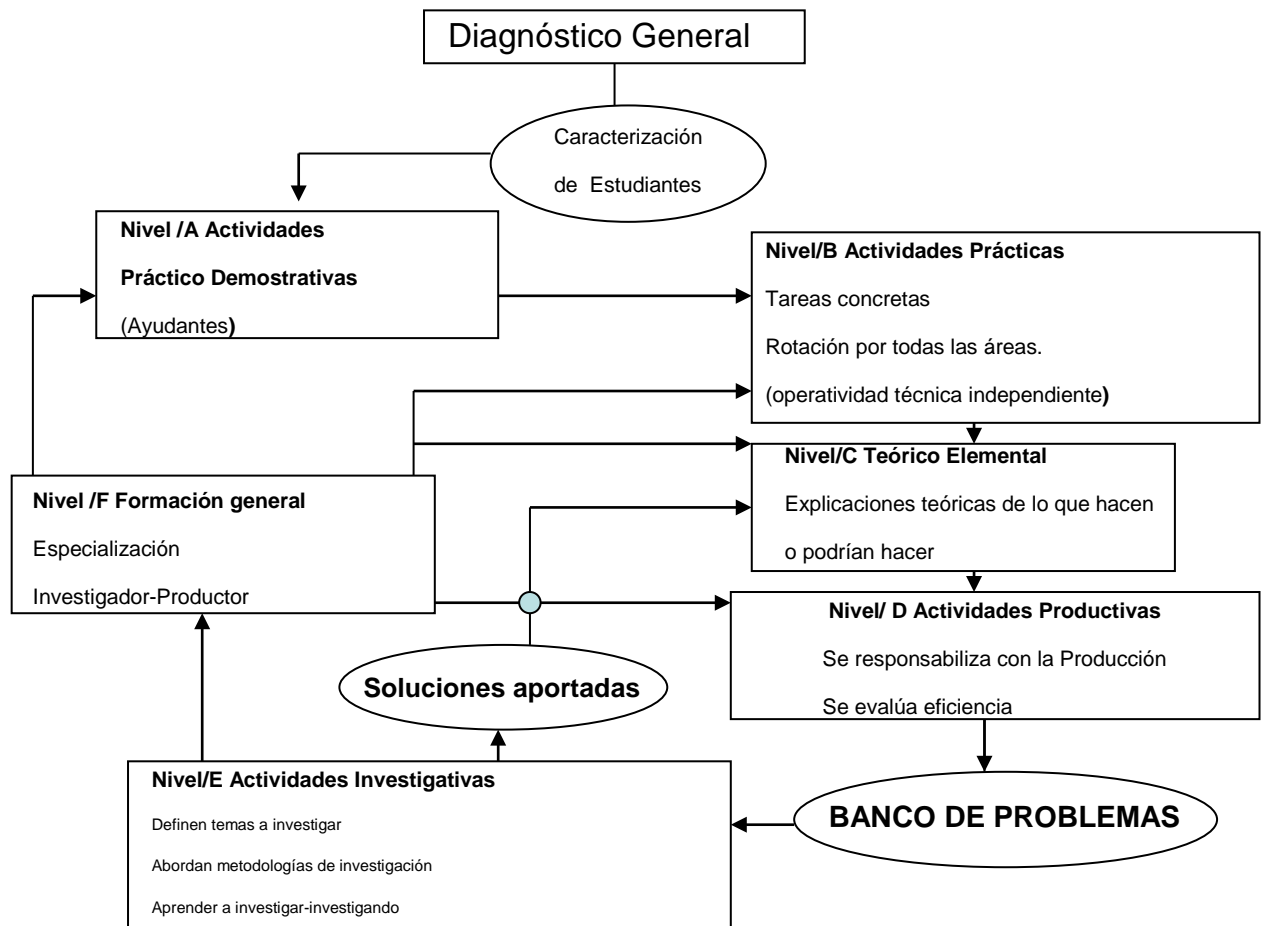 Diagnóstico General
Caracterización
de Estudiantes
Nivel /A Actividades
Práctico Demostrativas
(Ayudantes)
Nivel/B Actividades Prácticas
Tareas concretas
Rotación por todas las áreas.
(operatividad técnica independiente)
Nivel/C Teórico Elemental
Explicaciones teóricas de lo que hacen
o podrían hacer
Nivel /F Formación general
Especialización
Investigador-Productor
Nivel/ D Actividades Productivas
Se responsabiliza con la Producción
Se evalúa eficiencia
Soluciones aportadas
Nivel/E Actividades Investigativas
Definen temas a investigar
Abordan metodologías de investigación
Aprender a investigar-investigando
BANCO DE PROBLEMAS